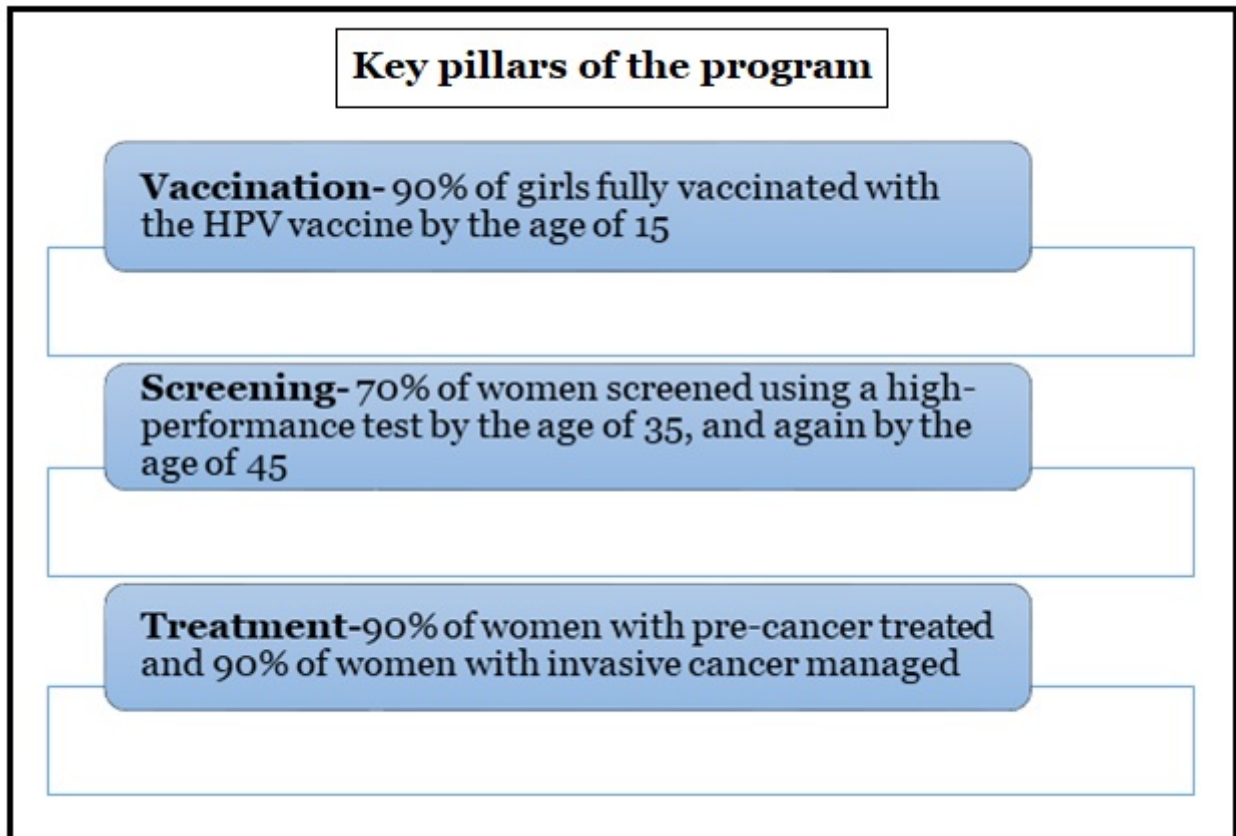 Key pillars of the program
Vaccination- 90% of girls fully vaccinated with
the HPV vaccine by the age of 15
Screening- 70% of women screened using a high-
performance test by the age of 35, and again by the
age of 45
Treatment-90% of women with pre-cancer treated
and 90% of women with invasive cancer managed